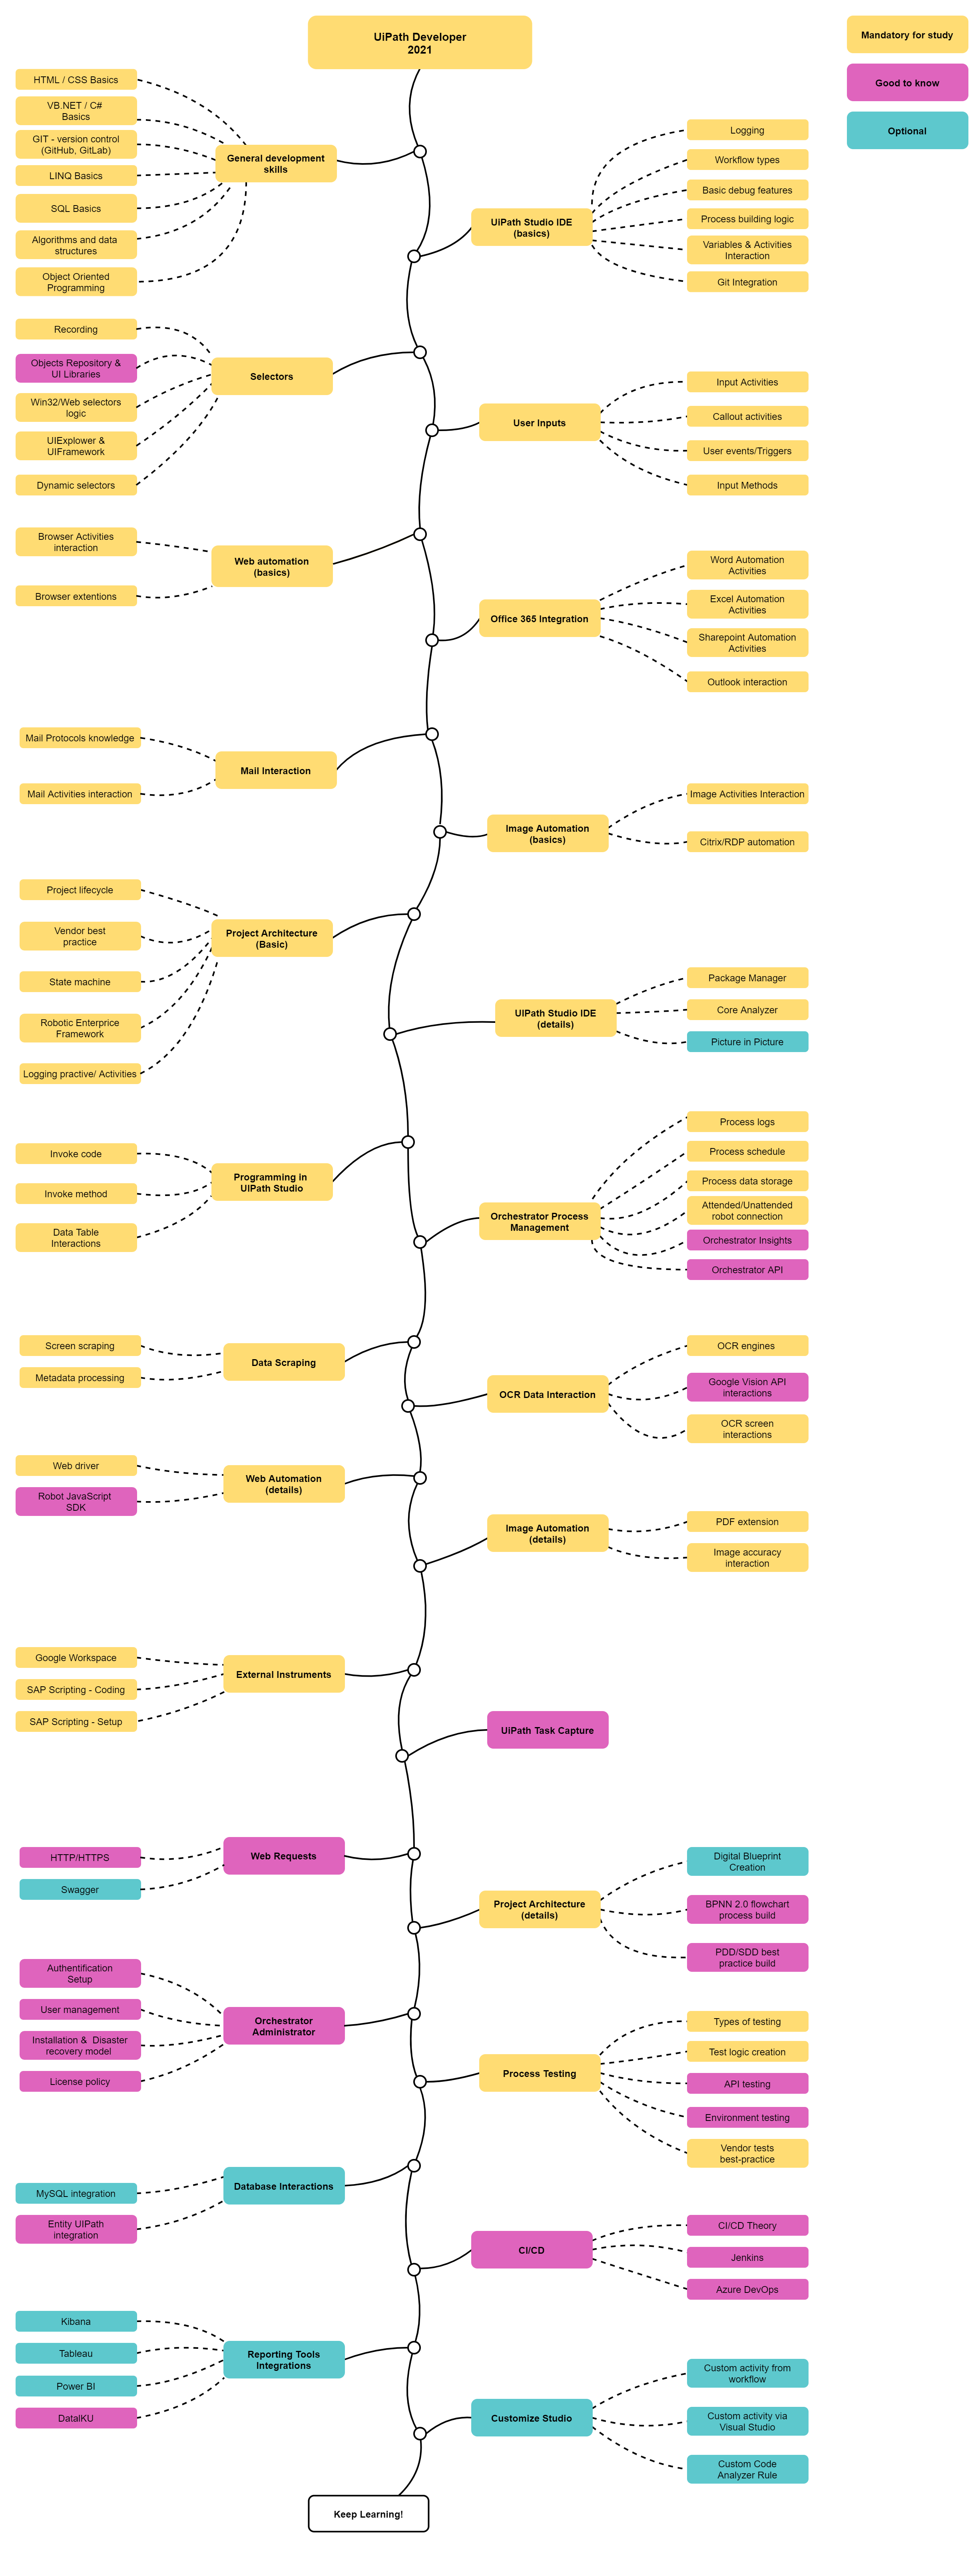 UiPath Developer
2021
Mandatory for study
Good to know
Optional
HTML / CSS Basics
VB.NET / C#
Basics
GIT - version control
(GitHub, GitLab)
LINQ Basics
SQL Basics
Algorithms and data
structures
Object Oriented
Programming
General development
skills
UiPath Studio IDE
(basics)
Logging
Workflow types
Basic debug features
Process building logic
Variables & Activities
Interaction
Git Integration
Recording
Objects Repository &
UI Libraries
Win32/Web selectors
logic
UIExplower &
UIFramework
Dynamic selectors
Selectors
User Inputs
Input Activities
Callout activities
User events/Triggers
Input Methods
Browser Activities
interaction
Browser extentions
Web automation
(basics)
Office 365 Integration
Word Automation
Activities
Excel Automation
Activities
Sharepoint Automation
Activities
Outlook interaction
Mail Protocols knowledge
Mail Activities interaction
Mail Interaction
Image Automation
(basics)
Image Activities Interaction
Citrix/RDP automation
Project lifecycle
Vendor best
practice
State machine
Robotic Enterprice
Framework
Logging practive/ Activities
Project Architecture
(Basic)
UIPath Studio IDE
(details)
Package Manager
Core Analyzer
Picture in Picture
Invoke code
Invoke method
Data Table
Interactions
Programming in
UIPath Studio
Orchestrator Process
Management
Process logs
Process schedule
Process data storage
Attended/Unattended
robot connection
Orchestrator Insights
Orchestrator API
Screen scraping
Metadata processing
Data Scraping
OCR Data Interaction
OCR engines
Google Vision API
interactions
OCR screen
interactions
Web driver
Robot JavaScript
SDK
Web Automation
(details)
Image Automation
(details)
PDF extension
Image accuracy
interaction
Google Workspace
SAP Scripting - Coding
SAP Scripting - Setup
External Instruments
UiPath Task Capture
HTTP/HTTPS
Swagger
Web Requests
Project Architecture
(details)
Digital Blueprint
Creation
BPNN 2.0 flowchart
process build
PDD/SDD best
practice build
Authentification
Setup
User management
Installation &  Disaster
recovery model
License policy
Orchestrator
Administrator
Process Testing
Types of testing
Test logic creation
API testing
Environment testing
Vendor tests
best-practice
MySQL integration
Entity UIPath
integration
Database Interactions
CI/CD
CI/CD Theory
Jenkins
Azure DevOps
Kibana
Tableau
Power BI
DataIKU
Reporting Tools
Integrations
Customize Studio
Custom activity from
workflow
Custom activity via
Visual Studio
Custom Code
Analyzer Rule
Keep Learning!